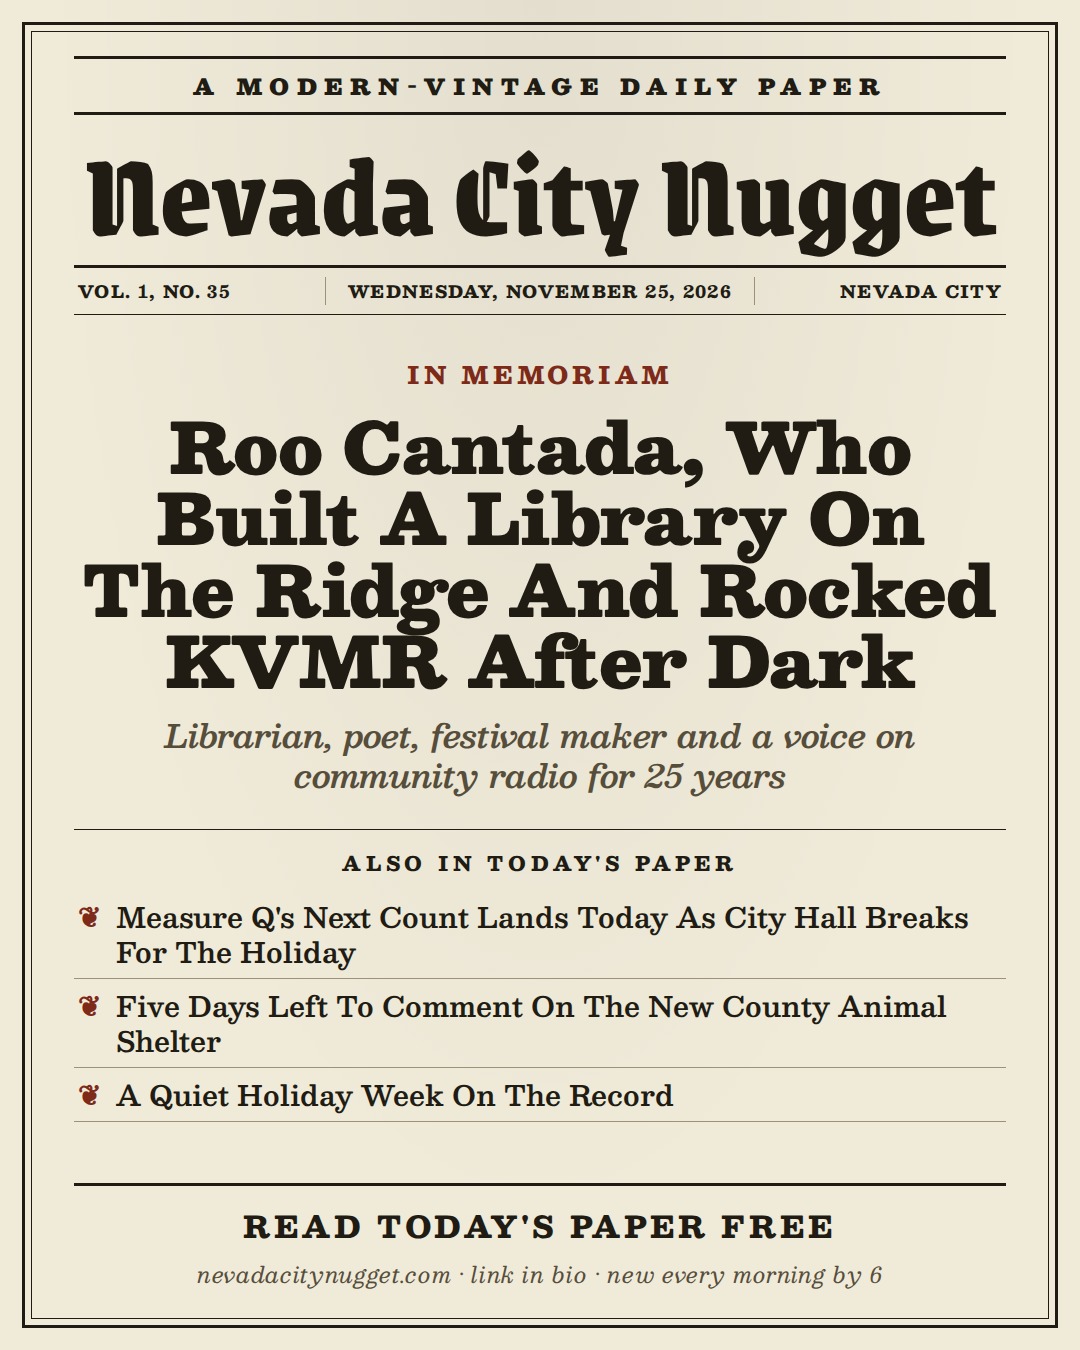 A MODERN-VINTAGE DAILY PAPER
Nevada City Nugget
VOL. 1, NO. 35
WEDNESDAY, NOVEMBER 25, 2026
NEVADA CITY
IN MEMORIAM
Roo Cantada, Who
Built A Library On
The Ridge And Rocked
KVMR After Dark
Librarian, poet, festival maker and a voice on
community radio for 25 years
ALSO IN TODAY'S PAPER
❦ Measure Q's Next Count Lands Today As City Hall Breaks
For The Holiday
❦ Five Days Left To Comment On The New County Animal
Shelter
❦ A Quiet Holiday Week On The Record
READ TODAY'S PAPER FREE
nevadacitynugget.com · link in bio · new every morning by 6